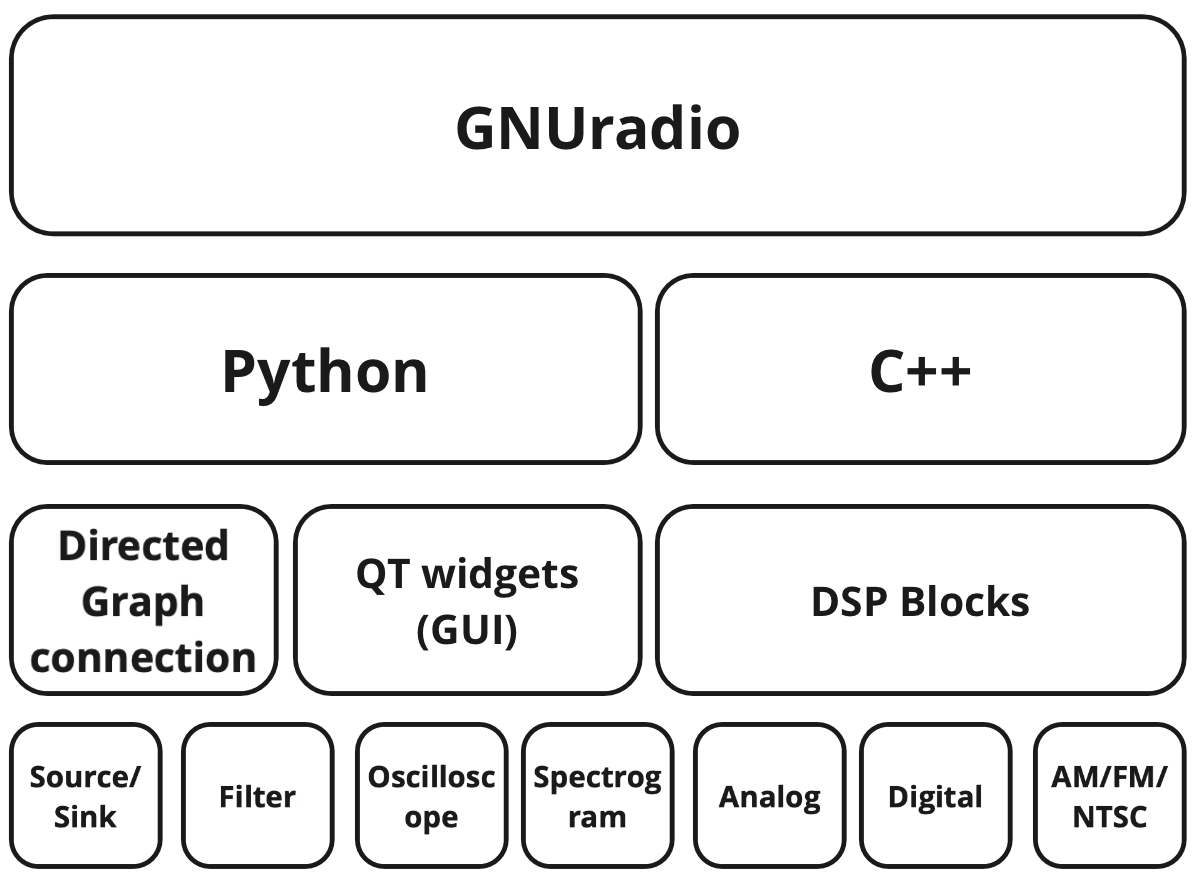 GNUradio
Python
C++
Directed
Graph
connection
QT widgets
(GUI)
DSP Blocks
Source/
Sink
Filter
Oscillosc
ope
Spectrog
ram
Analog
Digital
AM/FM/
NTSC